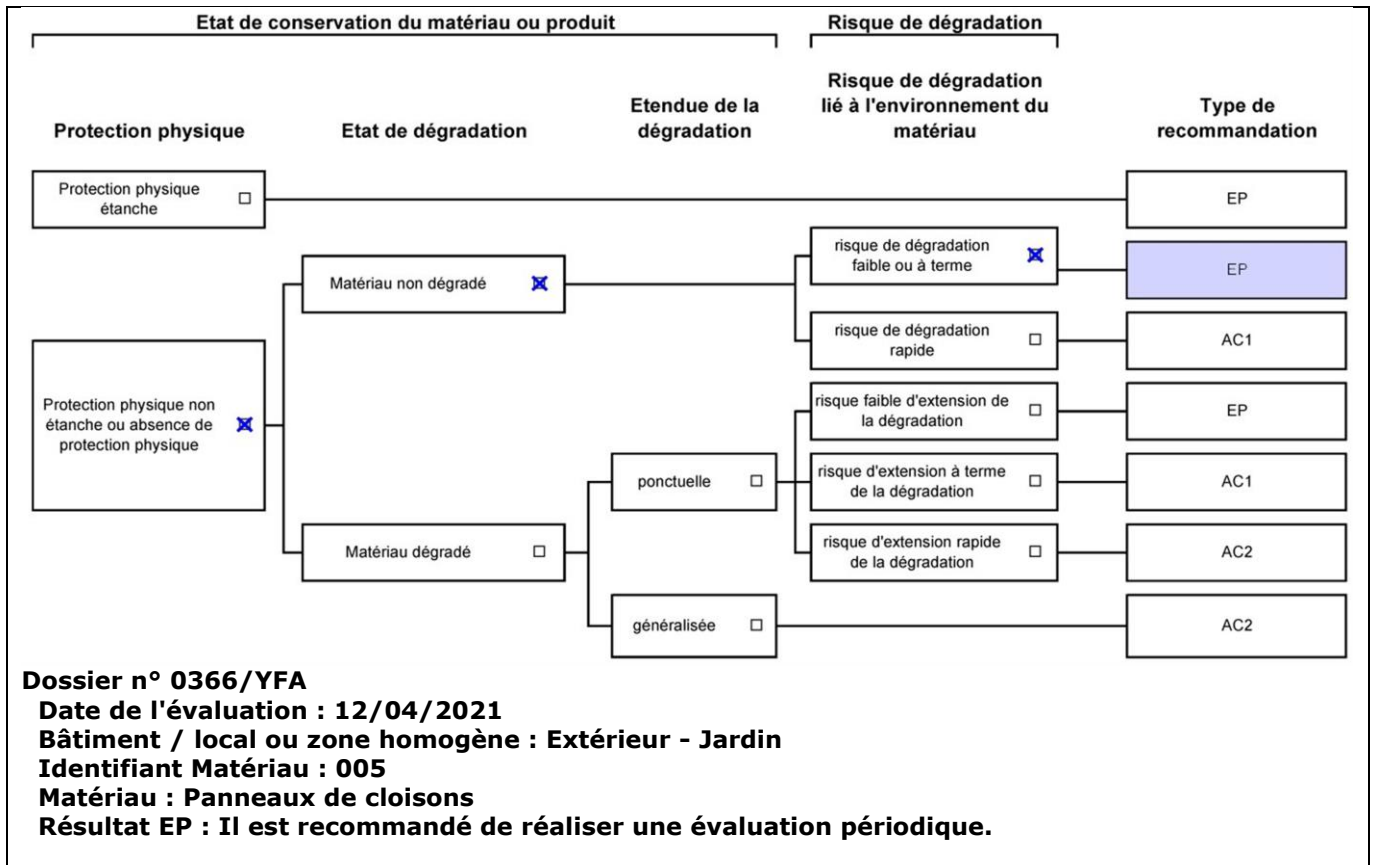 Etat de conservation du matériau ou produit
Risque de dégradation
Protection physique
Etat de dégradation
Etendue de la
dégradation
Risque de dégradation
lié à l'environnement du
matériau
Type de
recommandation
Protection physique
étanche
EP
risque de dégradation
faible ou à terme
EP
Matériau non dégradé
risque de dégradation
rapide
AC1
Protection physique non
étanche ou absence de
protection physique
risque faible d'extension de
la dégradation
EP
ponctuelle
risque d'extension à terme
de la dégradation
AC1
Matériau dégradé
risque d'extension rapide
de la dégradation
AC2
généralisée
AC2
Dossier n° 0366/YFA
Date de l'évaluation : 12/04/2021
Bâtiment / local ou zone homogène : Extérieur - Jardin
Identifiant Matériau : 005
Matériau : Panneaux de cloisons
Résultat EP : Il est recommandé de réaliser une évaluation périodique.